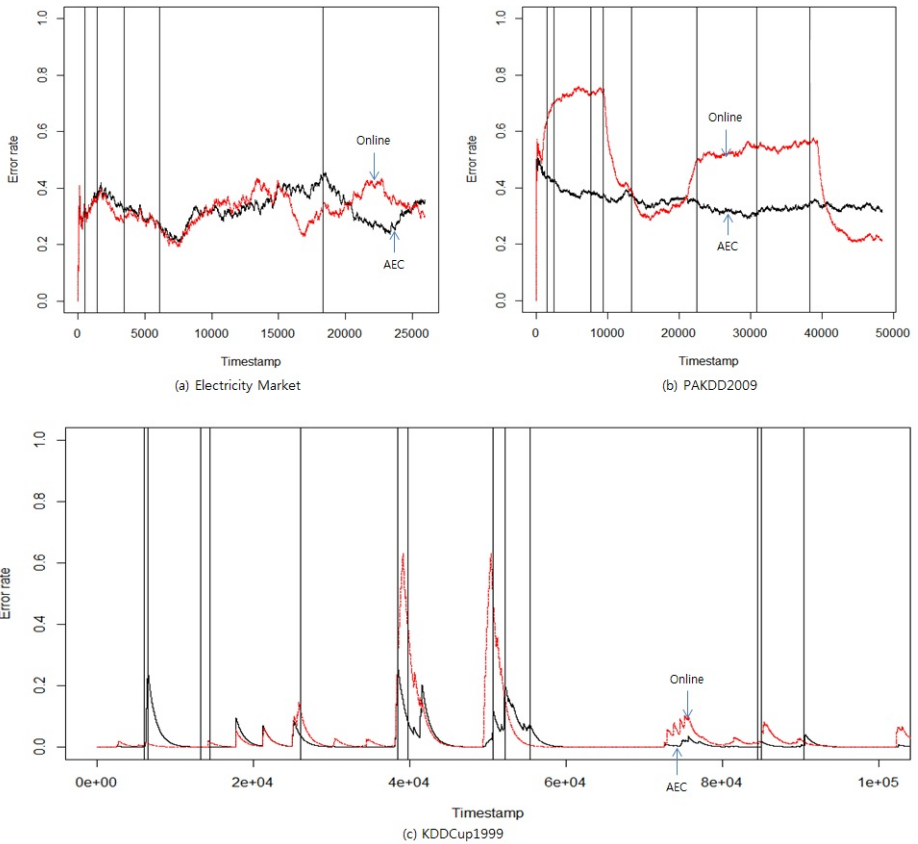 1.0
0.8
0.6
0.4
0.2
0.0
Error rate
Online
AEC
0 5000 10000 15000 20000 25000
Timestamp
(a) Electricity Market
1.0
0.8
0.6
0.4
0.2
0.0
Error rate
Online
AEC
0 10000 20000 30000 40000 50000
Timestamp
(b) PAKDD2009
1.0
0.8
0.6
0.4
0.2
0.0
Error rate
Online
AEC
0e+00 2e+04 4e+04 6e+04 8e+04 1e+05
Timestamp
(c) KDDCup1999